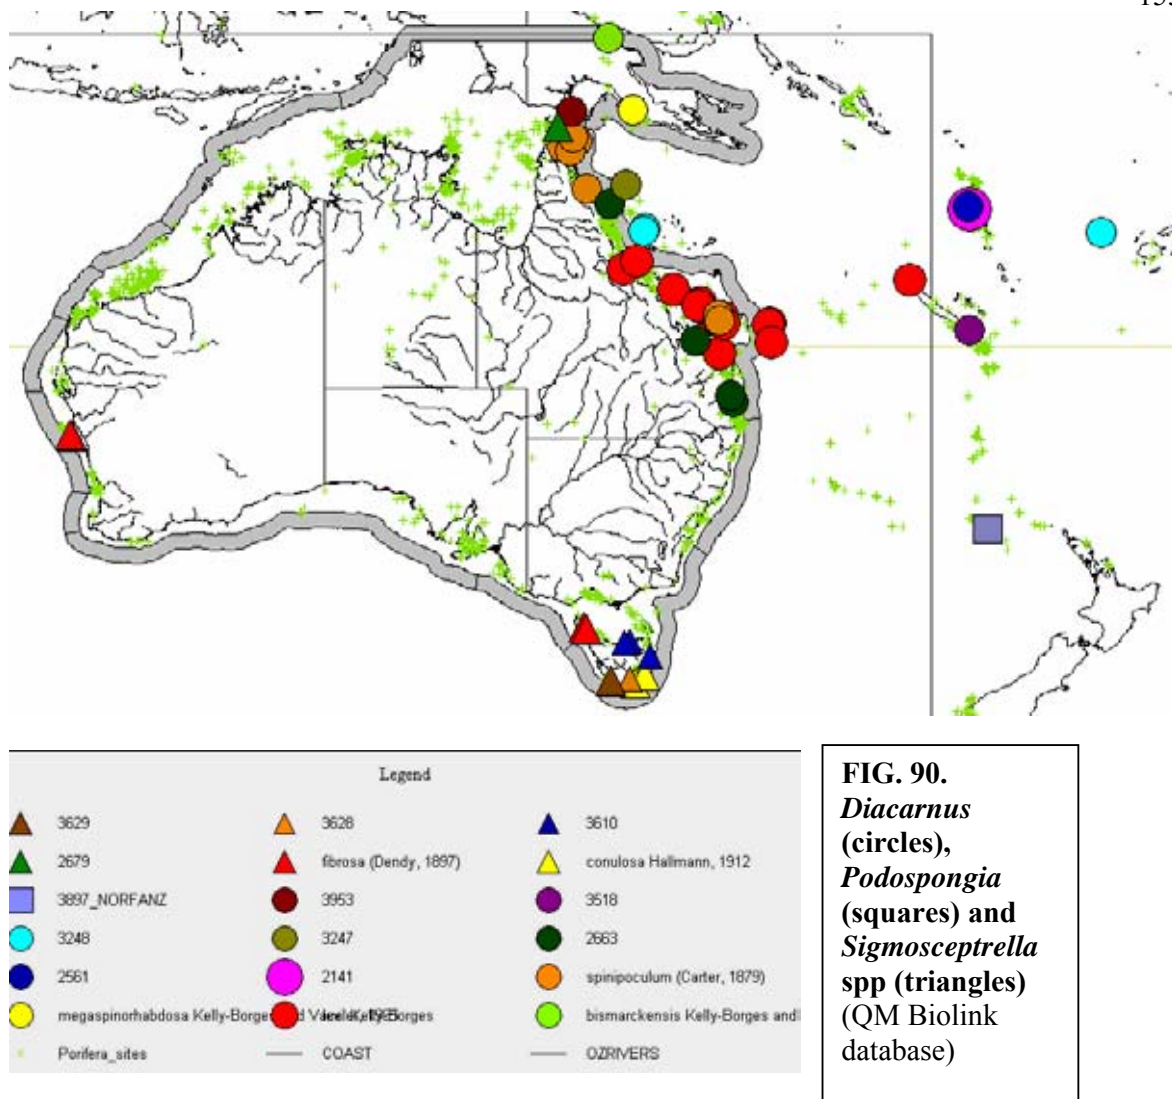 Legend
3629 3628 3610
2679 fibrosa (Dendy, 1897) conulosa Hallmann, 1912
3897_NORFANZ 3953 3518
3248 3247 2663
2561 2141 spinipoculum (Carter, 1879)
megaspinorhabdosa Kelly-Borges bismarckensis Kelly-Borges and
Porifera_sites COAST OZRIVERS
FIG. 90.
Diacarnus
(circles),
Podospongia
(squares) and
Sigmosceptrella
spp (triangles)
(QM Biolink
database)